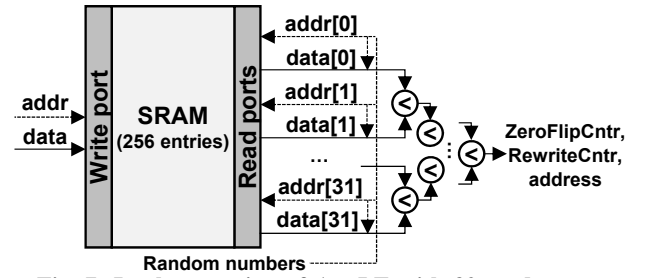 addr[0]
data[0]
addr[1]
data[1]
...
addr[31]
data[31]
addr
data
Write port
SRAM
(256 entries)
Read ports
<
<
<
<
<
⋮
<
ZeroFlipCntr,
RewriteCntr,
address
Random numbers